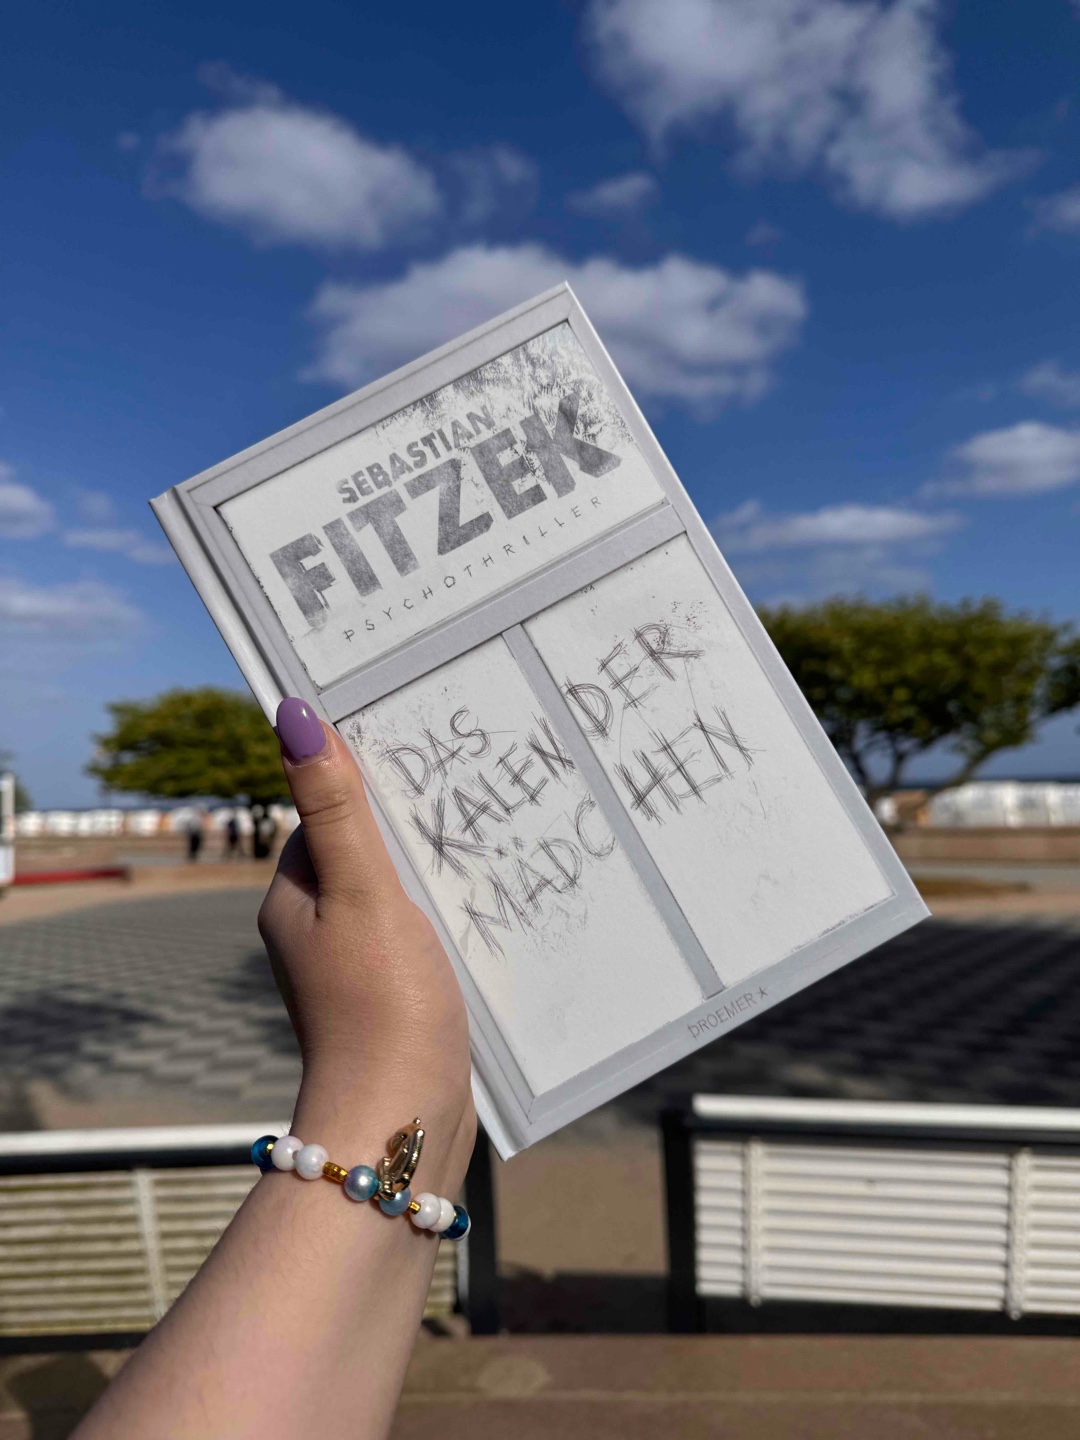 SEBASTIAN
FITZEK
PSYCHOTHRILLER
DAS
KALENDER
MÄDCHEN
DROEMER*